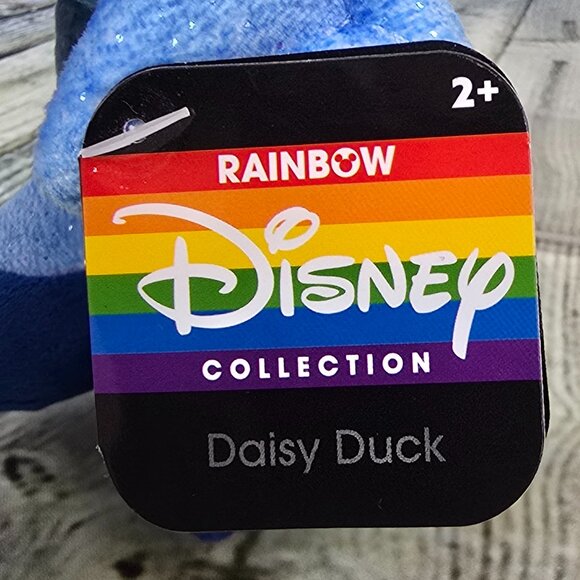 2+
RAINBOW
Disney
COLLECTION
Daisy Duck